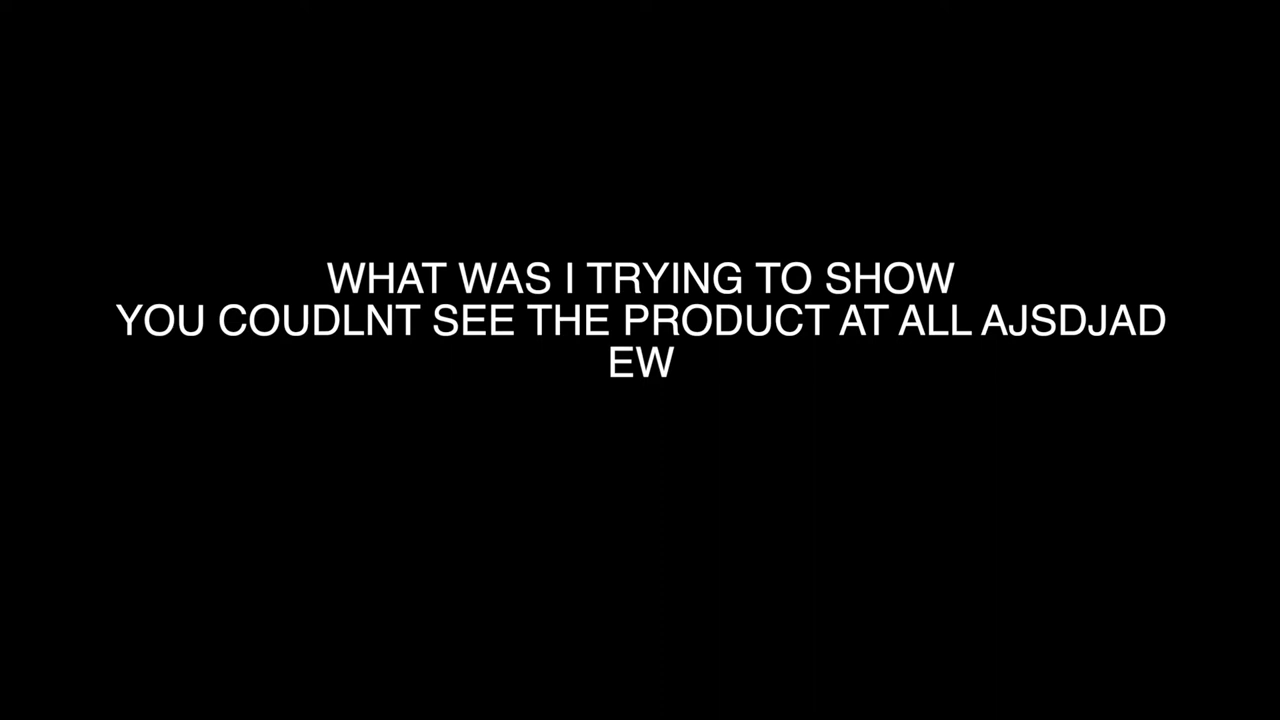 WHAT WAS I TRYING TO SHOW
YOU COUDLNT SEE THE PRODUCT AT ALL AJSDJAD
EW